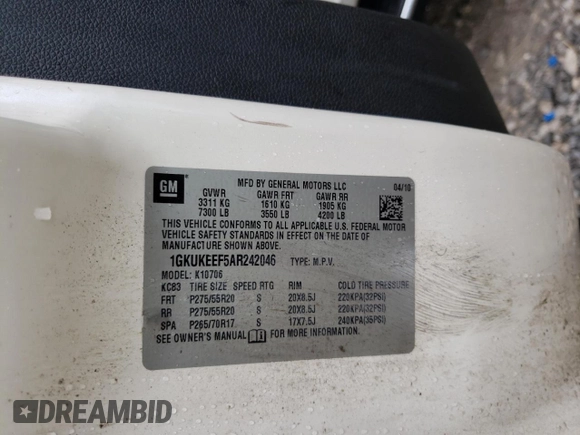 GM
MFD BY GENERAL MOTORS LLC
04/10
GVWR GAWR FRT GAWR RR
3311 KG 1610 KG 1905 KG
7300 LB 3550 LB 4200 LB
THIS VEHICLE CONFORMS TO ALL APPLICABLE U.S. FEDERAL MOTOR
VEHICLE SAFETY STANDARDS IN EFFECT ON THE DATE OF
MANUFACTURE SHOWN ABOVE.
1GKUKEEF5AR242046 TYPE: M.P.V.
MODEL: K10706
KC83 TIRE SIZE SPEED RTG RIM COLD TIRE PRESSURE
FRT P275/55R20 S 20X8.5J 220KPA(32PSI)
RR P275/55R20 S 20X8.5J 220KPA(32PSI)
SPA P265/70R17 S 17X7.5J 240KPA(35PSI)
SEE OWNER'S MANUAL FOR MORE INFORMATION.
DREAMBID